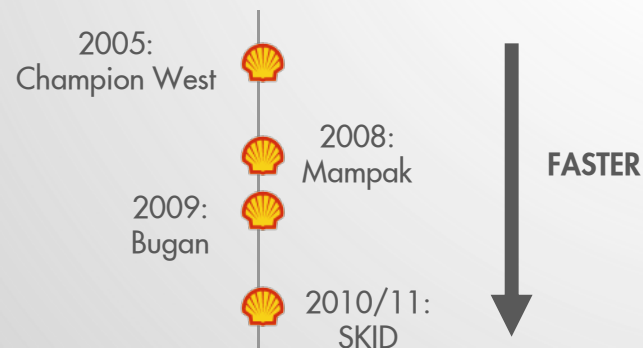 2005:
Champion West
2008:
Mampak
FASTER
2009:
Bugan
2010/11:
SKID